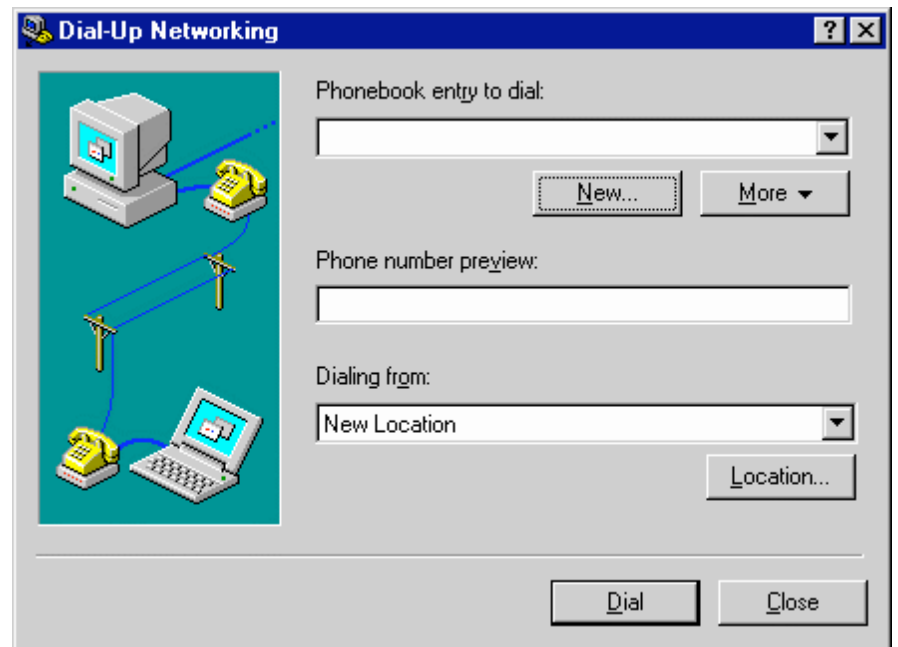 Dial-Up Networking
Phonebook entry to dial:
New... More
Phone number preview:
Dialing from:
New Location
Location...
Dial Close